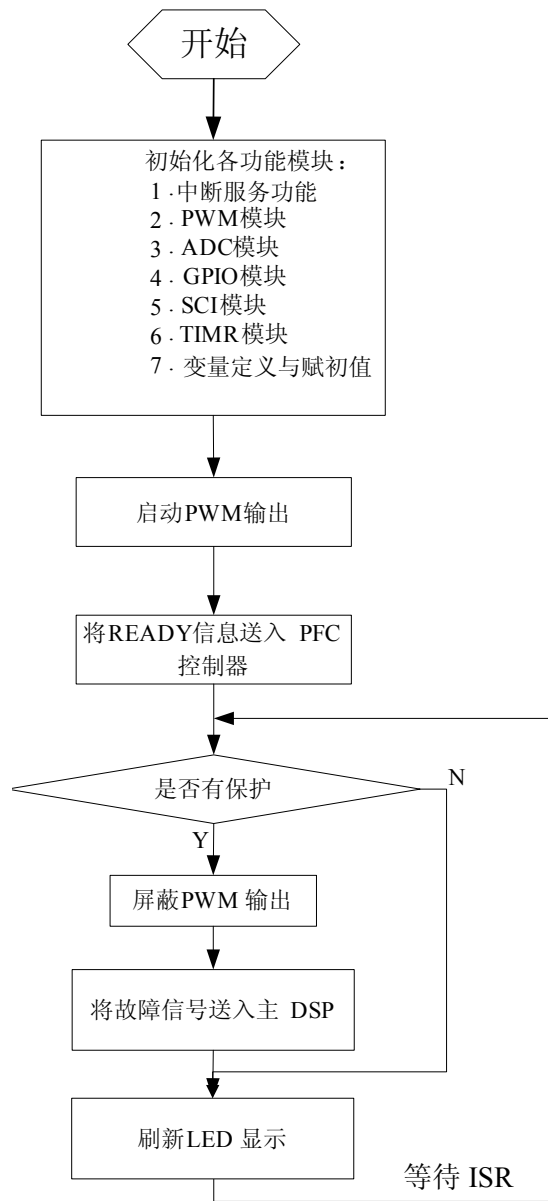 开始
初始化各功能模块：
1.中断服务功能
2. PWM模块
3. ADC模块
4. GPIO模块
5. SCI模块
6. TIMR模块
7. 变量定义与赋初值
启动PWM输出
将READY信息送入 PFC
控制器
是否有保护
N
Y
屏蔽PWM 输出
将故障信号送入主 DSP
刷新LED 显示
等待 ISR